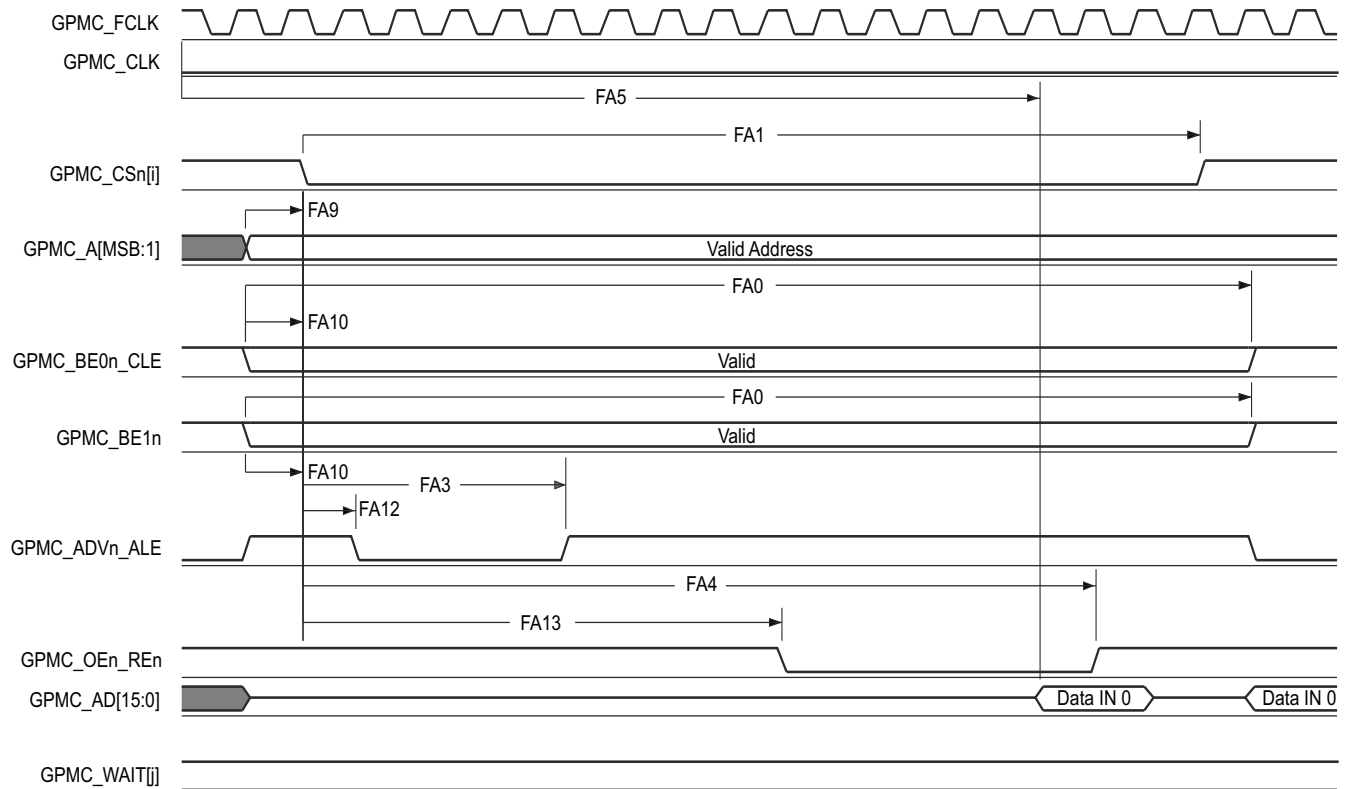 GPMC_FCLK
GPMC_CLK
FA5
FA1
GPMC_CSn[i]
FA9
GPMC_A[MSB:1]
Valid Address
FA0
FA10
GPMC_BE0n_CLE
Valid
FA0
GPMC_BE1n
Valid
FA10
FA3
FA12
GPMC_ADVn_ALE
FA4
FA13
GPMC_OEn_REn
GPMC_AD[15:0]
Data IN 0
Data IN 0
GPMC_WAIT[j]